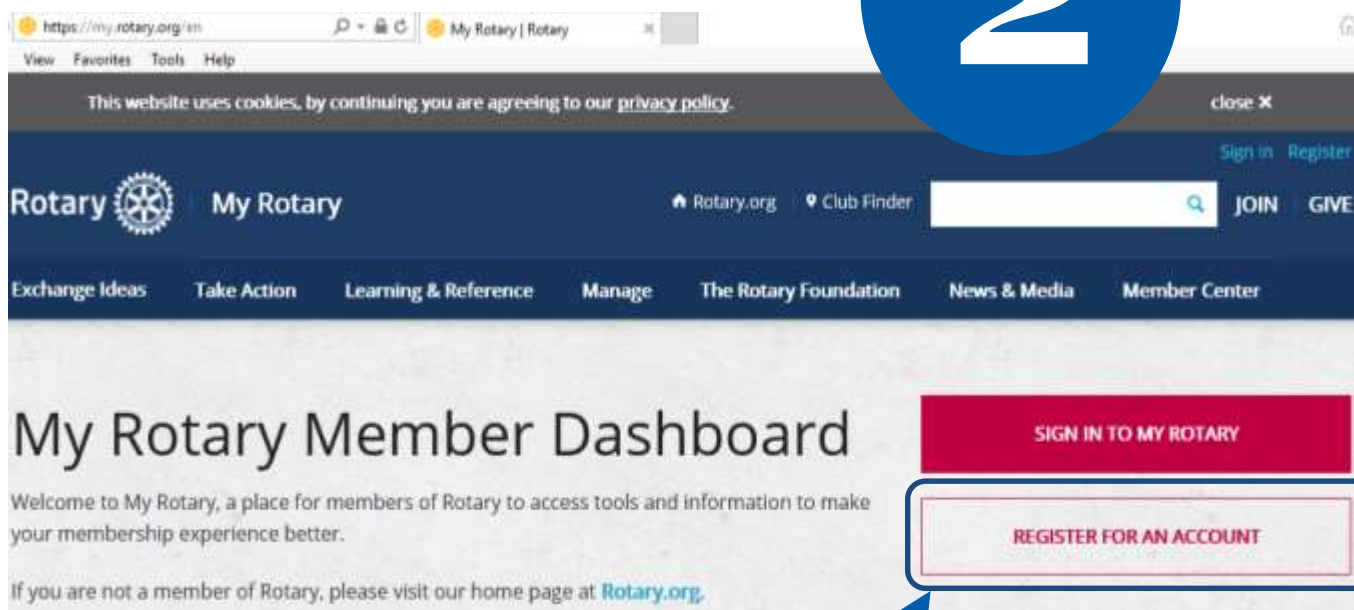 2
https://my.rotary.org/en My Rotary | Rotary
View Favorites Tools Help
This website uses cookies, by continuing you are agreeing to our privacy policy. close ✕
Sign in Register
Rotary My Rotary Rotary.org Club Finder JOIN GIVE
Exchange Ideas Take Action Learning & Reference Manage The Rotary Foundation News & Media Member Center
My Rotary Member Dashboard
SIGN IN TO MY ROTARY
Welcome to My Rotary, a place for members of Rotary to access tools and information to make
your membership experience better.
REGISTER FOR AN ACCOUNT
If you are not a member of Rotary, please visit our home page at Rotary.org.